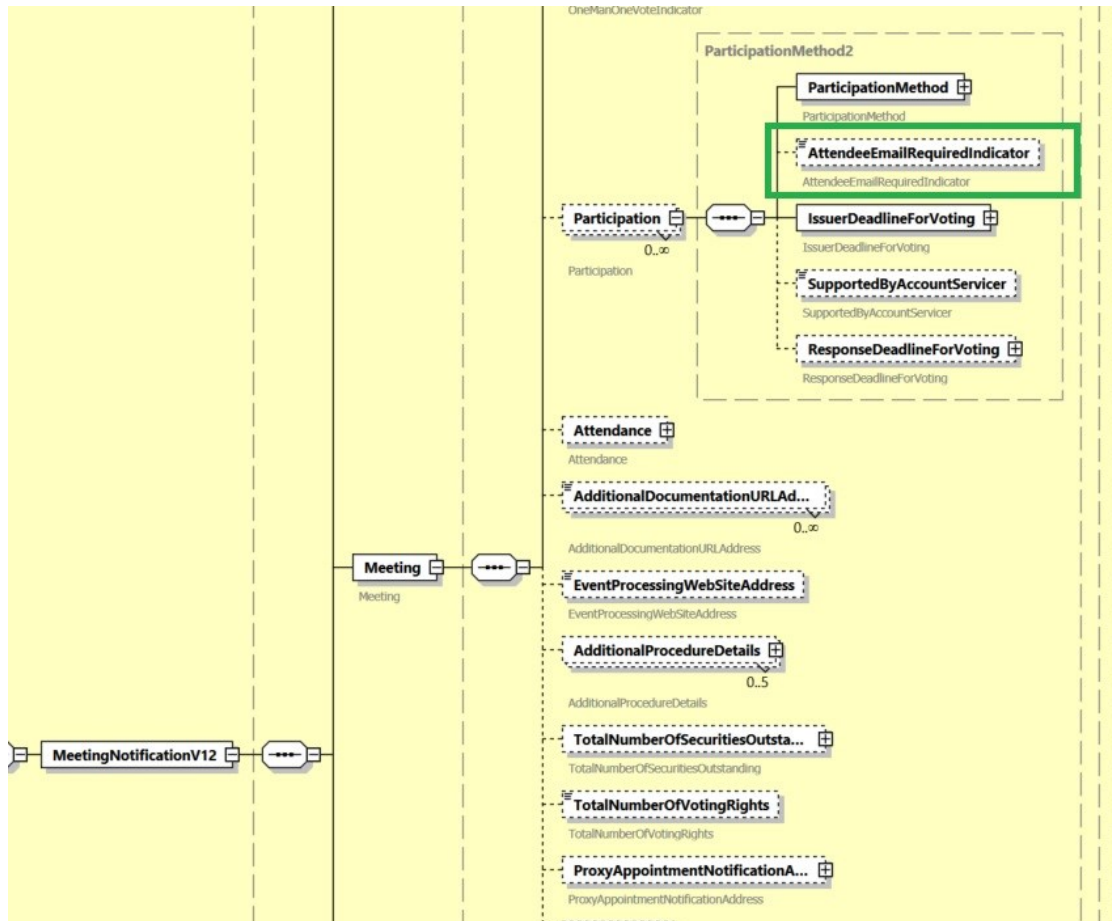 OneManOneVoteIndicator
ParticipationMethod2
ParticipationMethod
ParticipationMethod
AttendeeEmailRequiredIndicator
AttendeeEmailRequiredIndicator
Participation
0..∞
Participation
IssuerDeadlineForVoting
IssuerDeadlineForVoting
SupportedByAccountServicer
SupportedByAccountServicer
ResponseDeadlineForVoting
ResponseDeadlineForVoting
Attendance
Attendance
AdditionalDocumentationURLAd...
0..∞
AdditionalDocumentationURLAddress
Meeting
Meeting
EventProcessingWebSiteAddress
EventProcessingWebSiteAddress
AdditionalProcedureDetails
0..5
AdditionalProcedureDetails
MeetingNotificationV12
TotalNumberOfSecuritiesOutsta...
TotalNumberOfSecuritiesOutstanding
TotalNumberOfVotingRights
TotalNumberOfVotingRights
ProxyAppointmentNotificationA...
ProxyAppointmentNotificationAddress